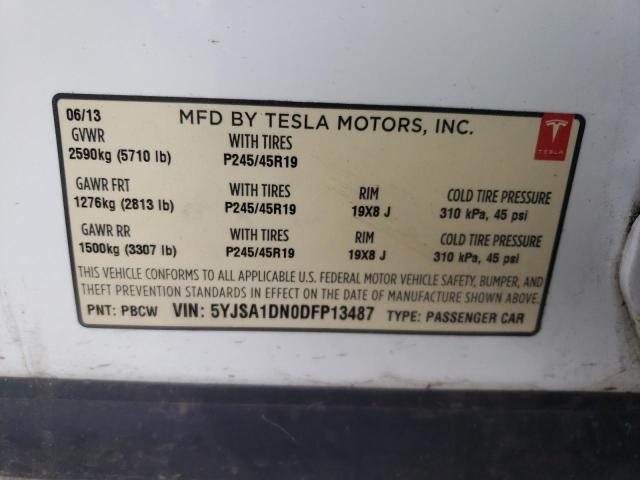 06/13 MFD BY TESLA MOTORS, INC.
GVWR WITH TIRES
2590kg (5710 lb) P245/45R19
TESLA
GAWR FRT WITH TIRES RIM COLD TIRE PRESSURE
1276kg (2813 lb) P245/45R19 19X8 J 310 kPa, 45 psi
GAWR RR WITH TIRES RIM COLD TIRE PRESSURE
1500kg (3307 lb) P245/45R19 19X8 J 310 kPa, 45 psi
THIS VEHICLE CONFORMS TO ALL APPLICABLE U.S. FEDERAL MOTOR VEHICLE SAFETY, BUMPER, AND
THEFT PREVENTION STANDARDS IN EFFECT ON THE DATE OF MANUFACTURE SHOWN ABOVE.
PNT: PBCW VIN: 5YJSA1DN0DFP13487 TYPE: PASSENGER CAR